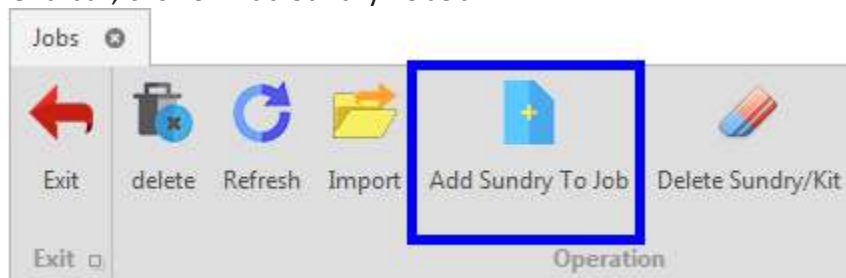 Jobs
Exit delete Refresh Import Add Sundry To Job Delete Sundry/Kit
Exit Operation